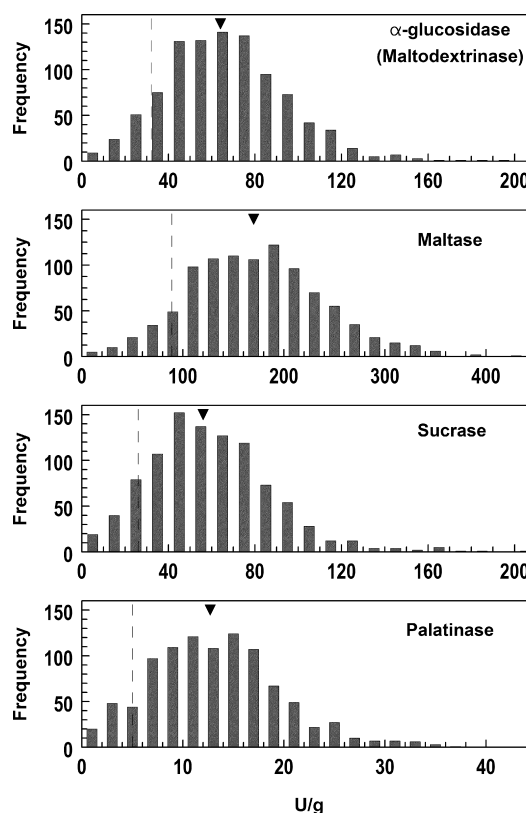 Frequency
150
100
50
0
α-glucosidase
(Maltodextrinase)
0 40 80 120 160 200
Frequency
150
100
50
0
Maltase
0 100 200 300 400
Frequency
150
100
50
0
Sucrase
0 40 80 120 160 200
Frequency
150
100
50
0
Palatinase
0 10 20 30 40
U/g